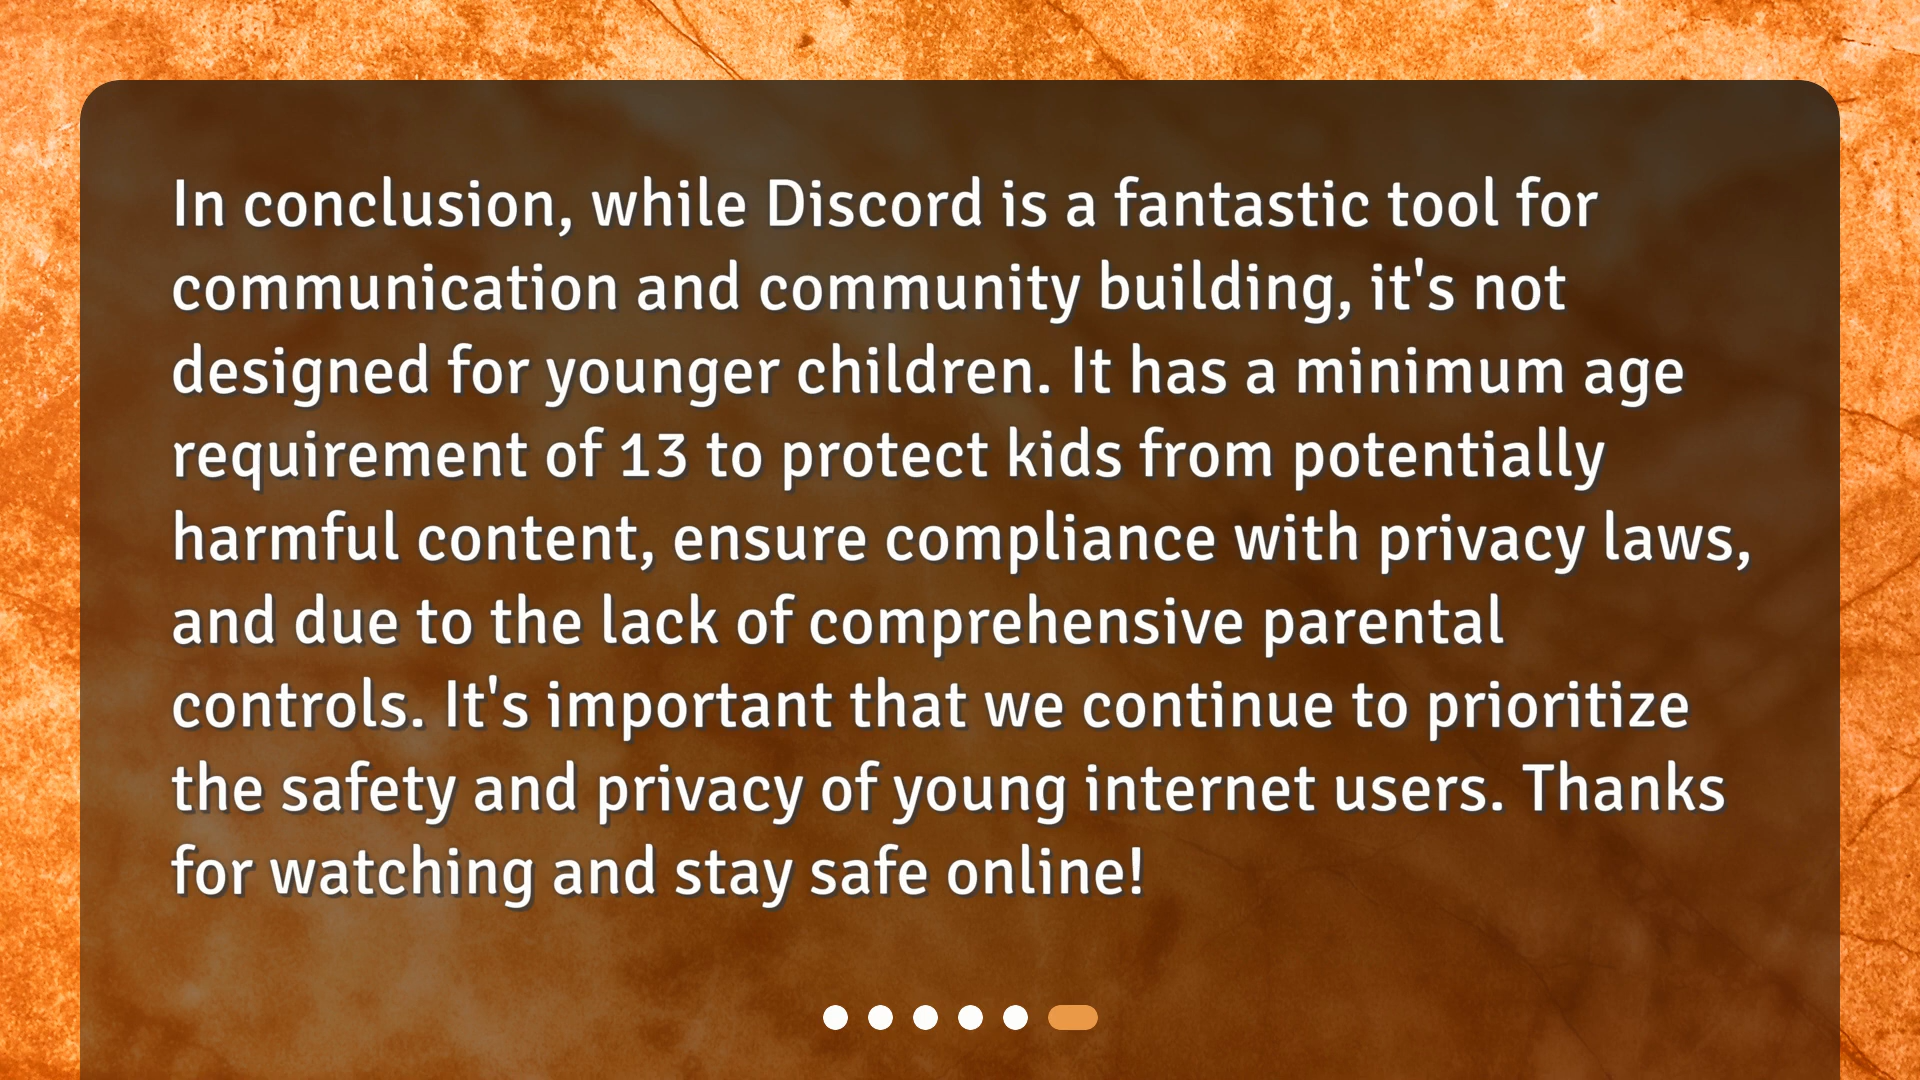 In conclusion, while Discord is a fantastic tool for
communication and community building, it's not
designed for younger children. It has a minimum age
requirement of 13 to protect kids from potentially
harmful content, ensure compliance with privacy laws,
and due to the lack of comprehensive parental
controls. It's important that we continue to prioritize
the safety and privacy of young internet users. Thanks
for watching and stay safe online!